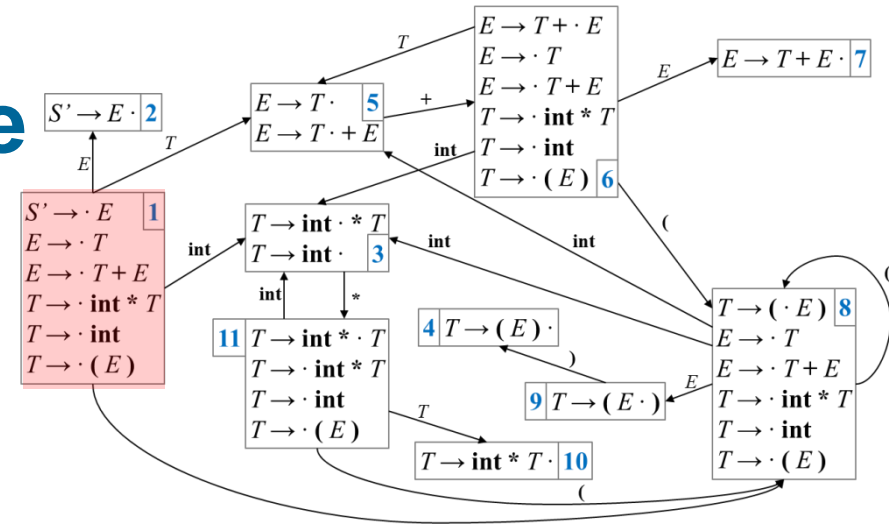 e
S’ → E · 2
E
T
S’ → · E 1
E → · T
E → · T + E
T → · int * T
T → · int
T → · ( E )
int
E → T · 5
E → T · + E
T
+
E → T + · E
E → · T
E → · T + E
T → · int * T
T → · int
T → · ( E ) 6
E
E → T + E · 7
int
T → int · * T
T → int · 3
int
*
int
int
(
11 T → int * · T
T → · int * T
T → · int
T → · ( E )
T
T → int * T · 10
4 T → ( E ) ·
)
9 T → ( E · )
E
T → ( · E ) 8
E → · T
E → · T + E
T → · int * T
T → · int
T → · ( E )
(
(